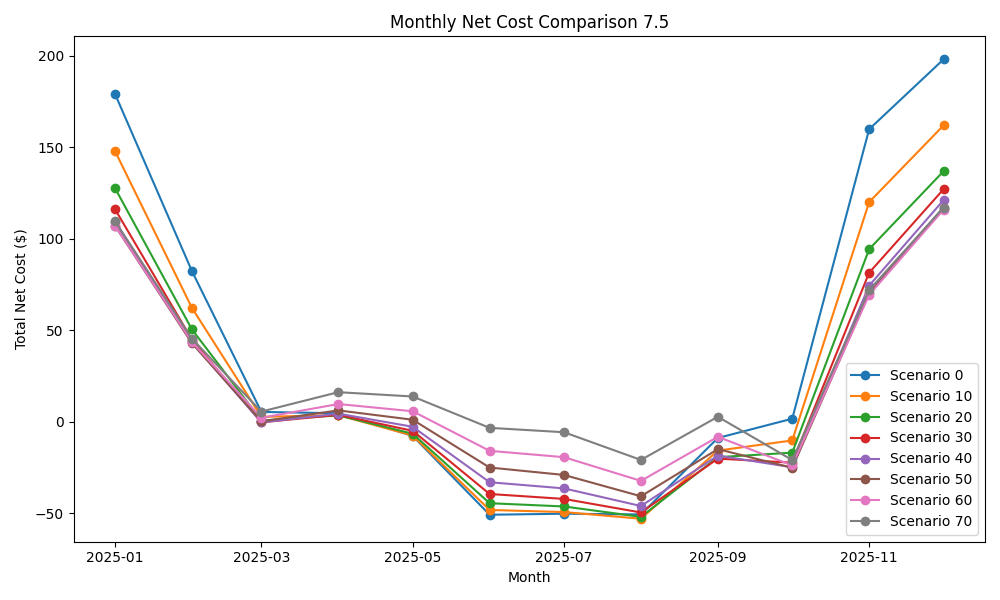 Monthly Net Cost Comparison 7.5
Total Net Cost ($)
200
150
100
50
0
−50
2025-01
2025-03
2025-05
2025-07
2025-09
2025-11
Month
Scenario 0
Scenario 10
Scenario 20
Scenario 30
Scenario 40
Scenario 50
Scenario 60
Scenario 70